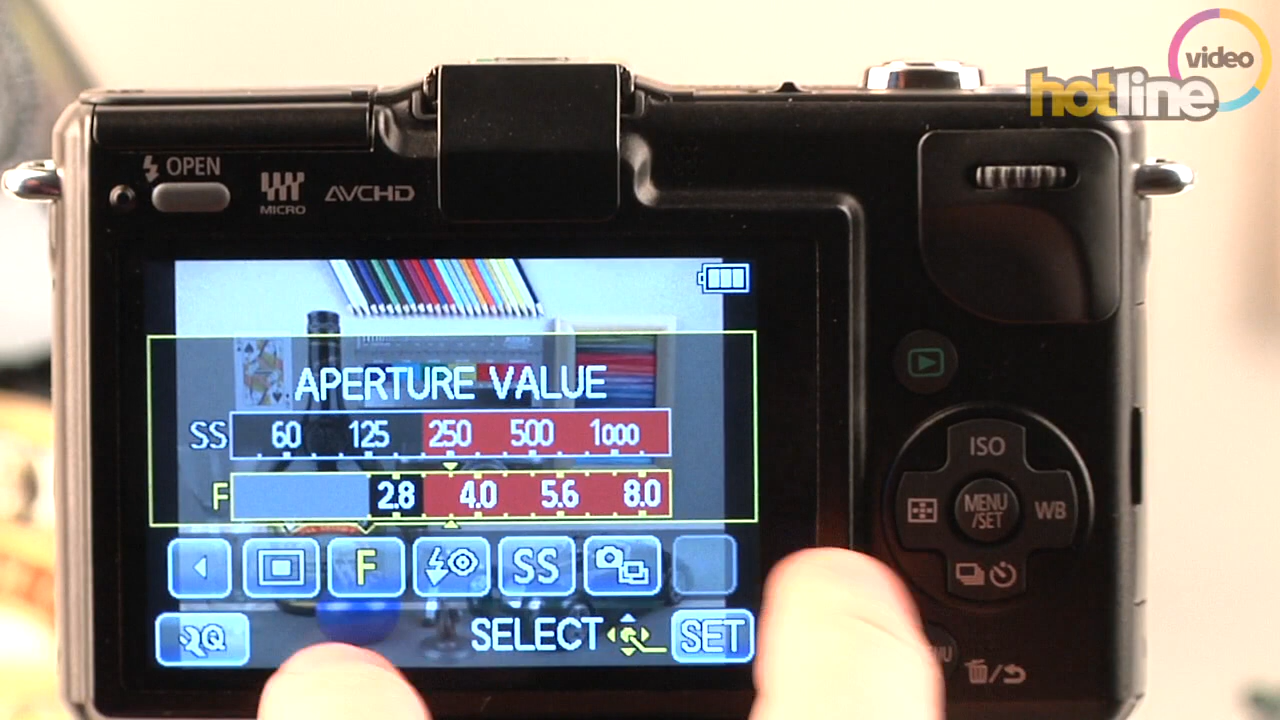 video
hotline
OPEN
MICRO
AVCHD
APERTURE VALUE
SS 60 125 250 500 1000
F 2.8 4.0 5.6 8.0
F SS
Q
SELECT SET
ISO
MENU
/SET
WB